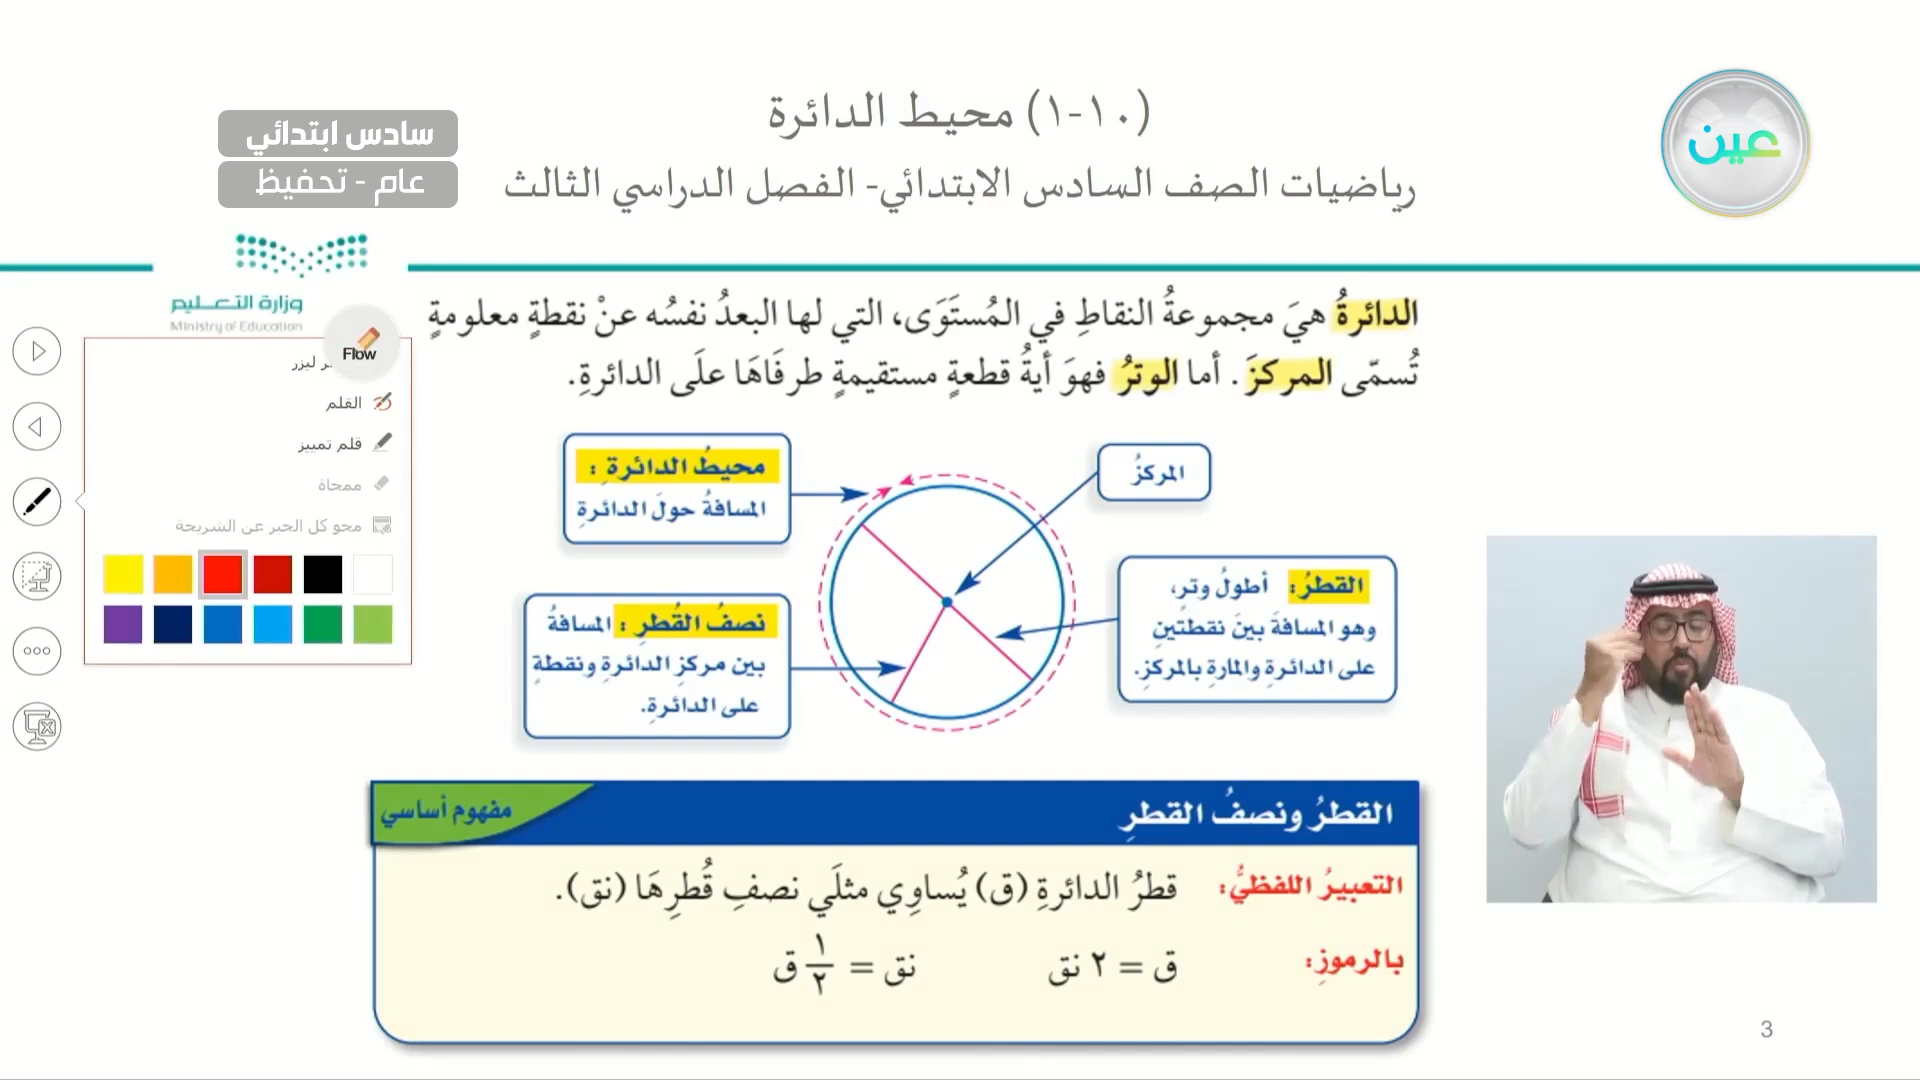 (١-١٠) محيط الدائرة
رياضيات الصف السادس الابتدائي- الفصل الدراسي الثالث
سادس ابتدائي
عام - تحفيظ
عين
وزارة التعـــليم
Ministry of Education
الدائرةُ هيَ مجموعةُ النقاطِ في المُستَوَى، التي لها البعدُ نفسُه عنْ نقطةٍ معلومةٍ
تُسمّى المركزَ. أما الوترُ فهوَ أيةُ قطعةٍ مستقيمةٍ طرفَاهَا علَى الدائرةِ.
Flow
ليزر
القلم
قلم تمييز
ممحاة
محو كل الحبر عن الشريحة
المركزُ
محيطُ الدائرةِ :
المسافةُ حولَ الدائرةِ
القطرُ: أطولُ وترٍ،
وهو المسافةَ بينَ نقطتينِ
على الدائرةِ والمارةِ بالمركزِ.
نصفُ القُطرِ : المسافةُ
بين مركزِ الدائرةِ ونقطةٍ
على الدائرةِ.
القطرُ ونصفُ القطرِ
مفهوم أساسي
التعبيرُ اللفظيُّ: قطرُ الدائرةِ (ق) يُساوِي مثلَي نصفِ قُطرِهَا (نق).
بالرموزِ: ق = ٢ نق نق = ١/٢ ق
3